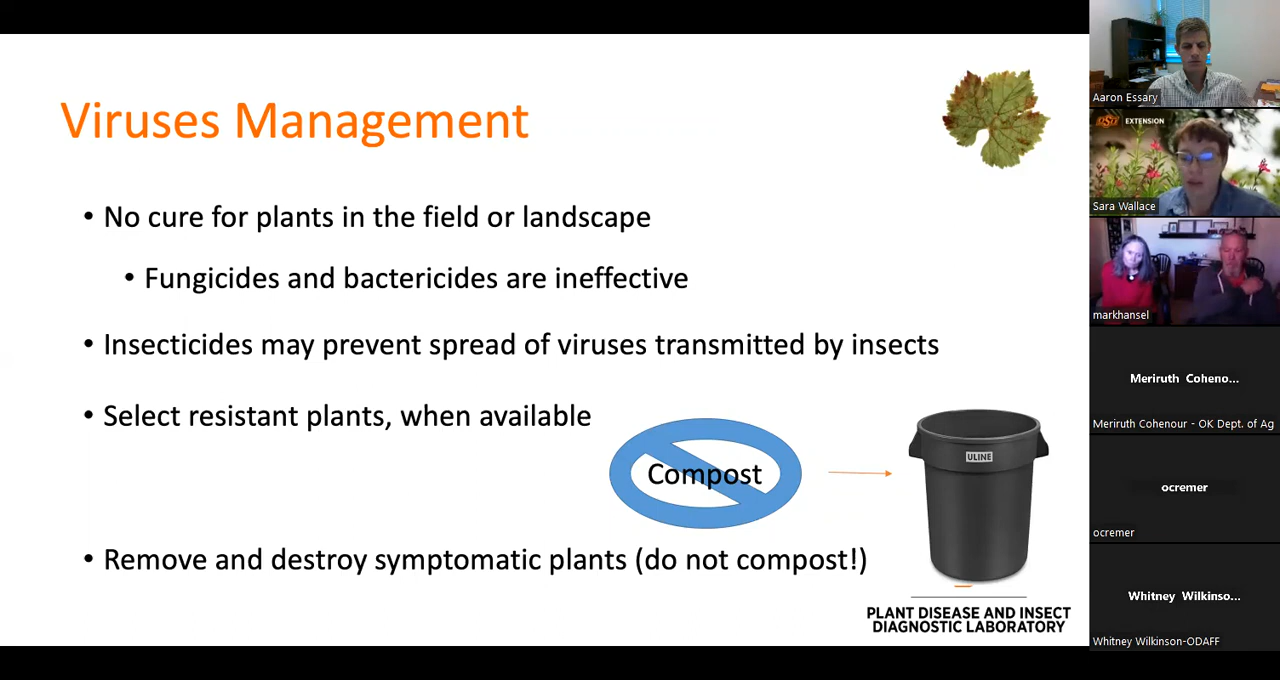 Viruses Management
• No cure for plants in the field or landscape
• Fungicides and bactericides are ineffective
• Insecticides may prevent spread of viruses transmitted by insects
• Select resistant plants, when available
Compost
ULINE
• Remove and destroy symptomatic plants (do not compost!)
PLANT DISEASE AND INSECT
DIAGNOSTIC LABORATORY
Aaron Essary
OSU EXTENSION
Sara Wallace
markhansel
Meriruth Coheno...
Meriruth Cohenour - OK Dept. of Ag
ocremer
ocremer
Whitney Wilkinso...
Whitney Wilkinson-ODAFF